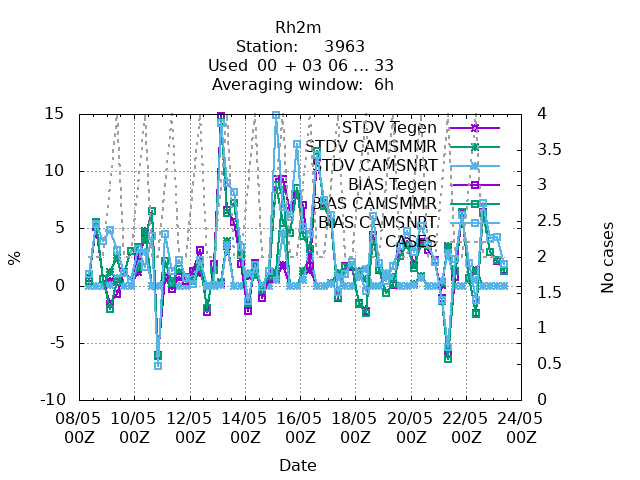 Rh2m
Station: 3963
Used 00 + 03 06 ... 33
Averaging window: 6h
15
10
5
0
-5
-10
%
4
3.5
3
2.5
2
1.5
1
0.5
0
No cases
STDV Tegen
STDV CAMSMMR
STDV CAMSNRT
BIAS Tegen
BIAS CAMSMMR
BIAS CAMSNRT
CASES
08/05 10/05 12/05 14/05 16/05 18/05 20/05 22/05 24/05
00Z 00Z 00Z 00Z 00Z 00Z 00Z 00Z 00Z
Date